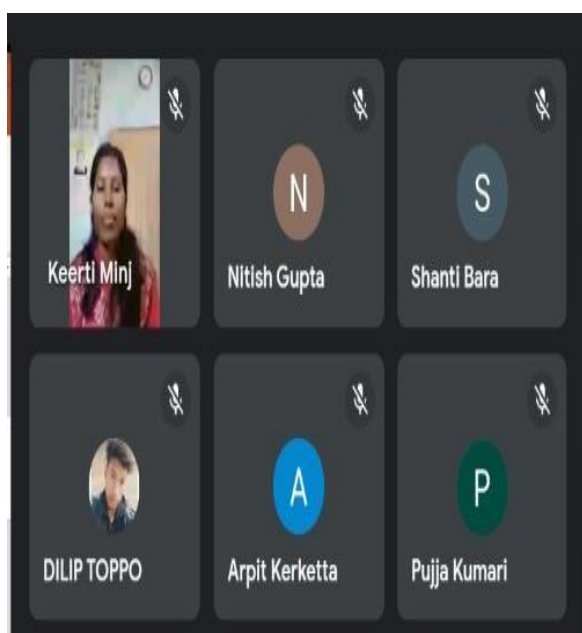 Keerti Minj
N
Nitish Gupta
S
Shanti Bara
DILIP TOPPO
A
Arpit Kerketta
P
Pujja Kumari